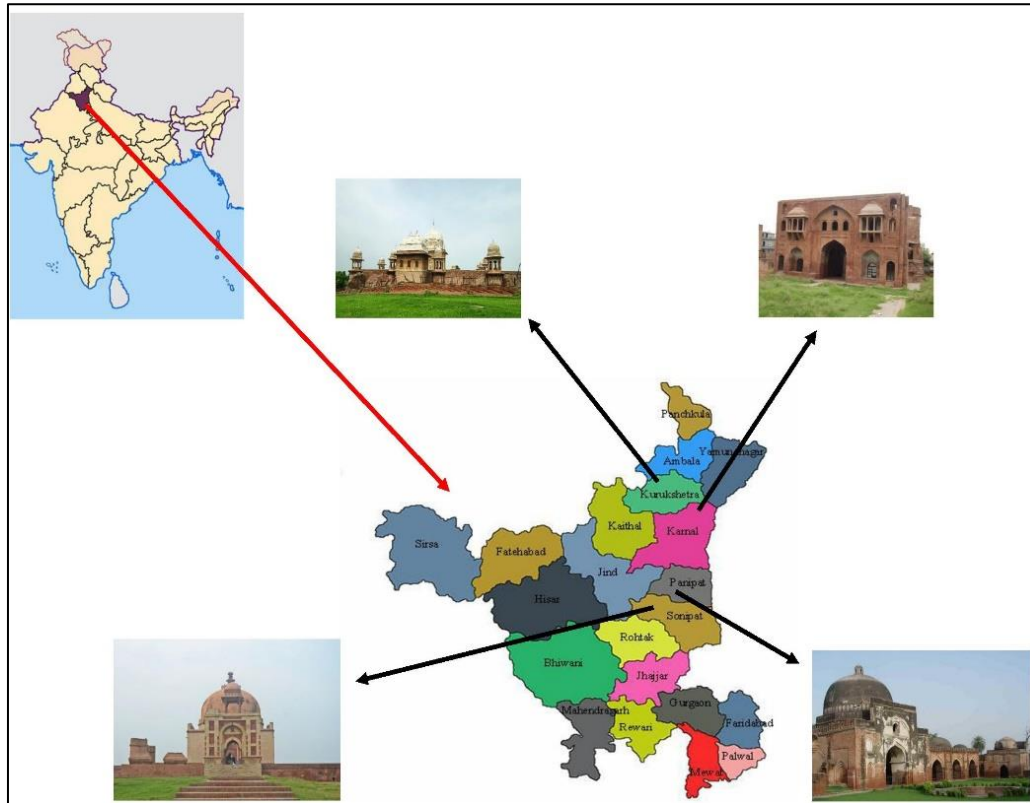 Panchkula
Yamunanagar
Ambala
Kurukshetra
Kaithal
Karnal
Sirsa
Fatehabad
Jind
Panipat
Hisar
Sonipat
Rohtak
Bhiwani
Jhajjar
Mahendragarh
Gurgaon
Rewari
Faridabad
Palwal
Mewat